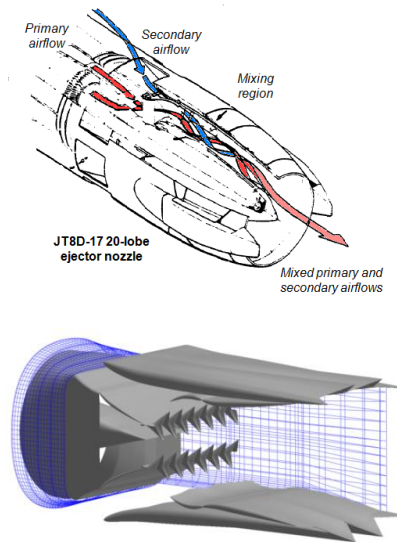 Primary
airflow
Secondary
airflow
Mixing
region
JT8D-17 20-lobe
ejector nozzle
Mixed primary and
secondary airflows